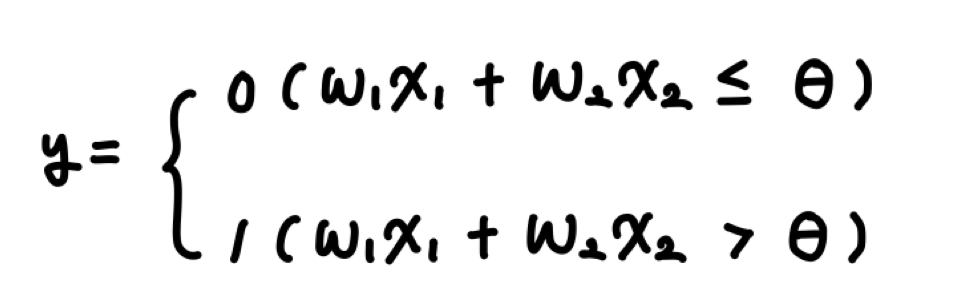 0 (w₁x₁ + w₂x₂ ≤ θ)
y = {
1 (w₁x₁ + w₂x₂ > θ)